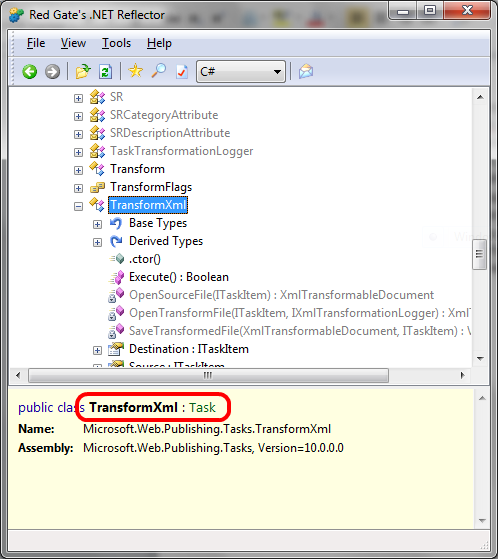 Red Gate's .NET Reflector
File View Tools Help
C#
SR
SRCategoryAttribute
SRDescriptionAttribute
TaskTransformationLogger
Transform
TransformFlags
TransformXml
Base Types
Derived Types
.ctor()
Execute() : Boolean
OpenSourceFile(ITaskItem) : XmlTransformableDocument
OpenTransformFile(ITaskItem, IXmlTransformationLogger) : XmlT
SaveTransformedFile(XmlTransformableDocument, ITaskItem) : V
Destination : ITaskItem
Source : ITaskItem
public class TransformXml : Task
Name: Microsoft.Web.Publishing.Tasks.TransformXml
Assembly: Microsoft.Web.Publishing.Tasks, Version=10.0.0.0